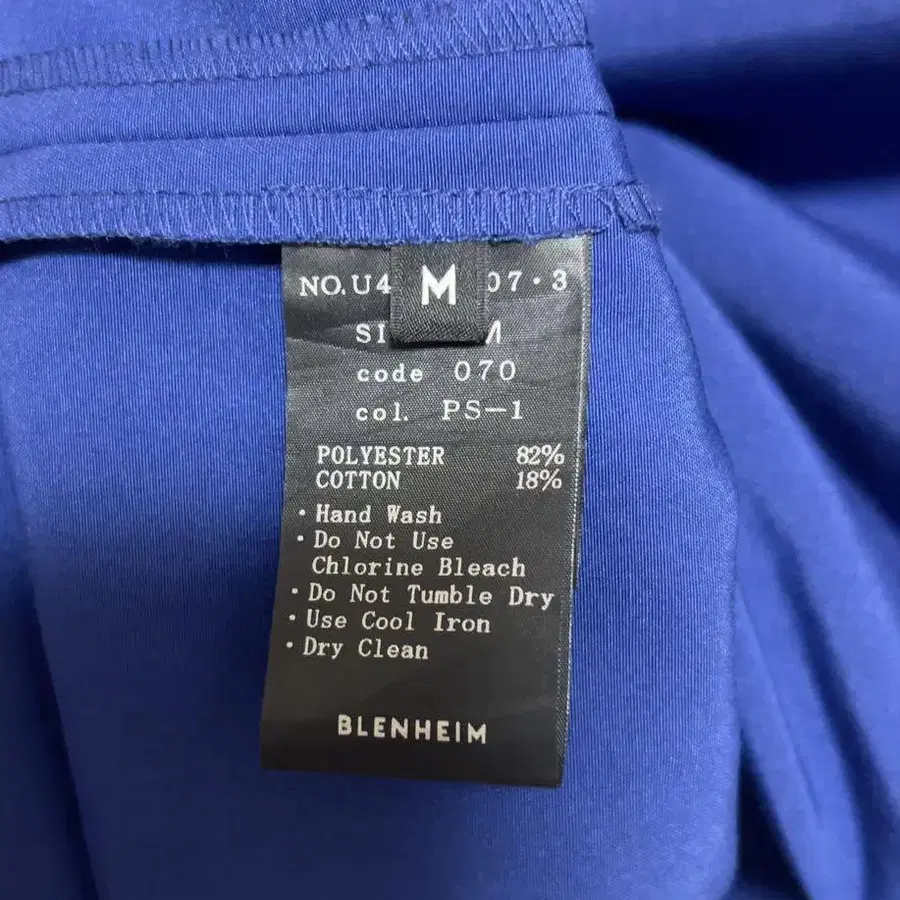 NO.U4 07·3
M
SI M
code 070
col. PS-1
POLYESTER 82%
COTTON 18%
・Hand Wash
・Do Not Use
Chlorine Bleach
・Do Not Tumble Dry
・Use Cool Iron
・Dry Clean
BLENHEIM